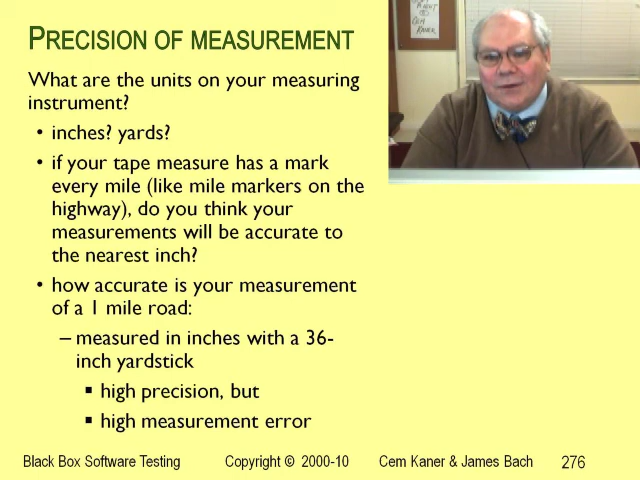 PRECISION OF MEASUREMENT
What are the units on your measuring
instrument?
• inches? yards?
• if your tape measure has a mark
every mile (like mile markers on the
highway), do you think your
measurements will be accurate to
the nearest inch?
• how accurate is your measurement
of a 1 mile road:
– measured in inches with a 36-
inch yardstick
▪ high precision, but
▪ high measurement error
Black Box Software Testing Copyright © 2000-10 Cem Kaner & James Bach 276